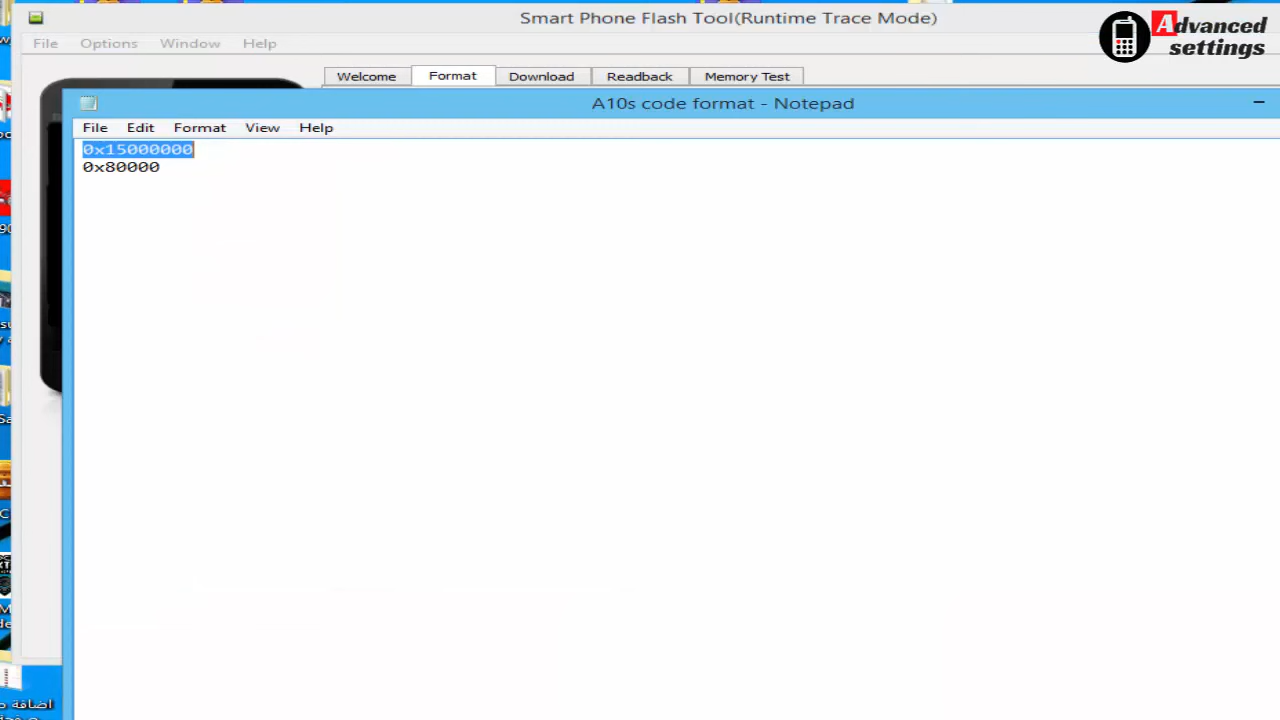 Smart Phone Flash Tool(Runtime Trace Mode)
Advanced
settings
File Options Window Help
Welcome Format Download Readback Memory Test
A10s code format - Notepad
File Edit Format View Help
0x15000000
0x80000
اضافة